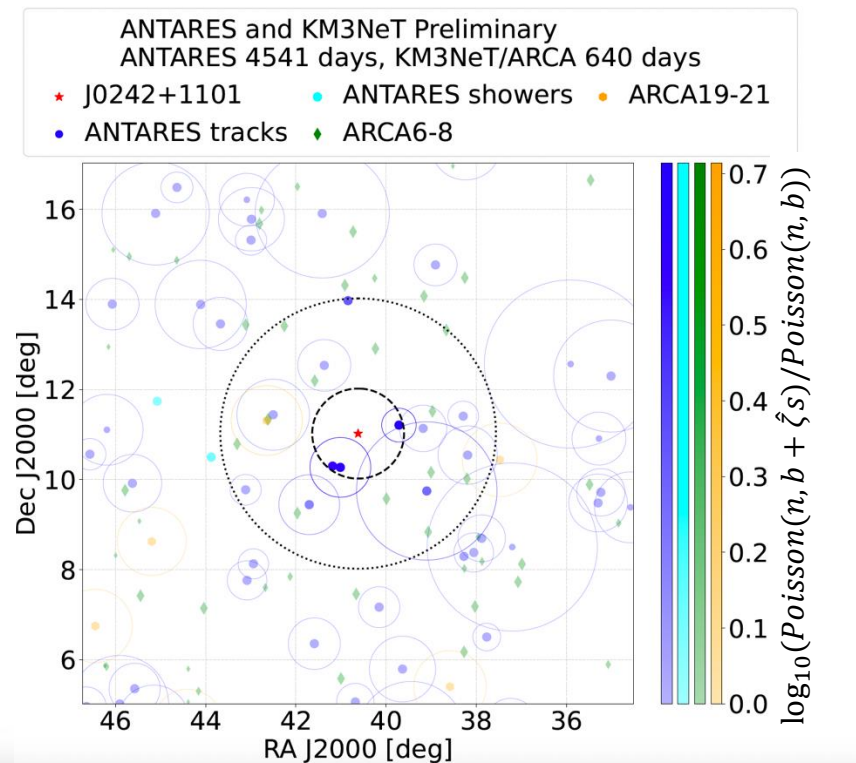 ANTARES and KM3NeT Preliminary
ANTARES 4541 days, KM3NeT/ARCA 640 days
J0242+1101
ANTARES showers
ARCA19-21
ANTARES tracks
ARCA6-8
16
14
12
10
8
6
Dec J2000 [deg]
46
44
42
40
38
36
RA J2000 [deg]
0.7
0.6
0.5
0.4
0.3
0.2
0.1
0.0
log₁₀(Poisson(n, b + ζ̂s)/Poisson(n, b))